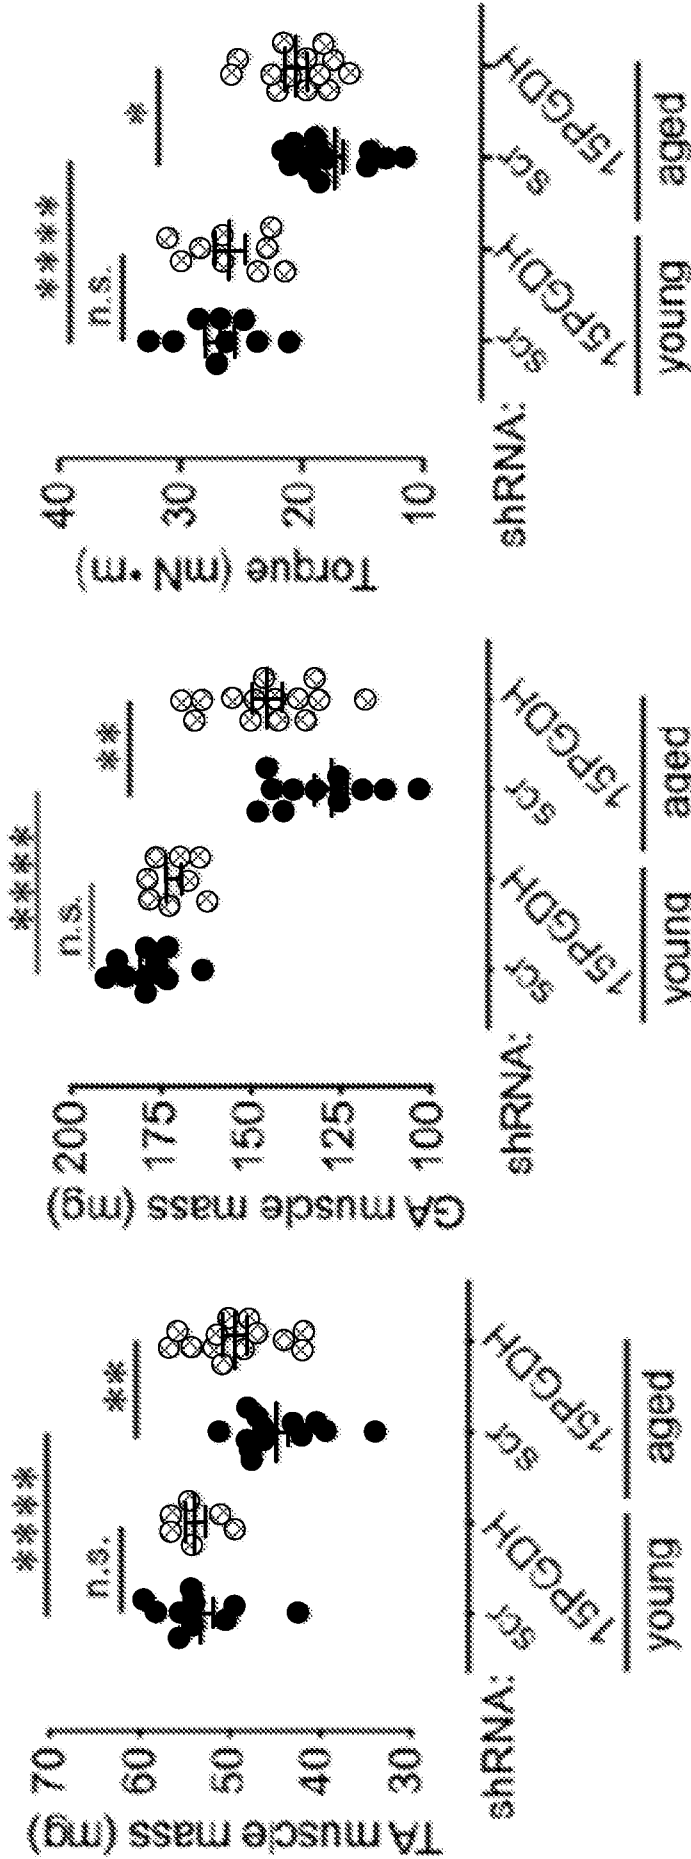 TA muscle mass
(mg)
70
60
50
40
30
n.s.
****
**
shRNA:
scr
15PGDH
scr
15PGDH
young
aged
GA muscle mass (mg)
200
175
150
125
100
n.s.
****
**
shRNA:
scr
15PGDH
scr
15PGDH
young
aged
Torque (mN*m)
40
30
20
10
n.s.
****
*
shRNA:
scr
15PGDH
scr
15PGDH
young
aged